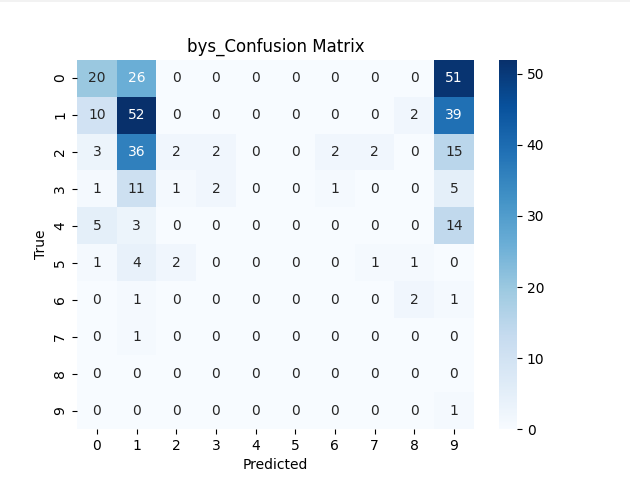 bys_Confusion Matrix
0 20 26 0 0 0 0 0 0 0 51
1 10 52 0 0 0 0 0 0 2 39
2 3 36 2 2 0 0 2 2 0 15
3 1 11 1 2 0 0 1 0 0 5
4 5 3 0 0 0 0 0 0 0 14
5 1 4 2 0 0 0 0 1 1 0
6 0 1 0 0 0 0 0 0 2 1
7 0 1 0 0 0 0 0 0 0 0
8 0 0 0 0 0 0 0 0 0 0
9 0 0 0 0 0 0 0 0 0 1
0 1 2 3 4 5 6 7 8 9
Predicted
True
50
40
30
20
10
0